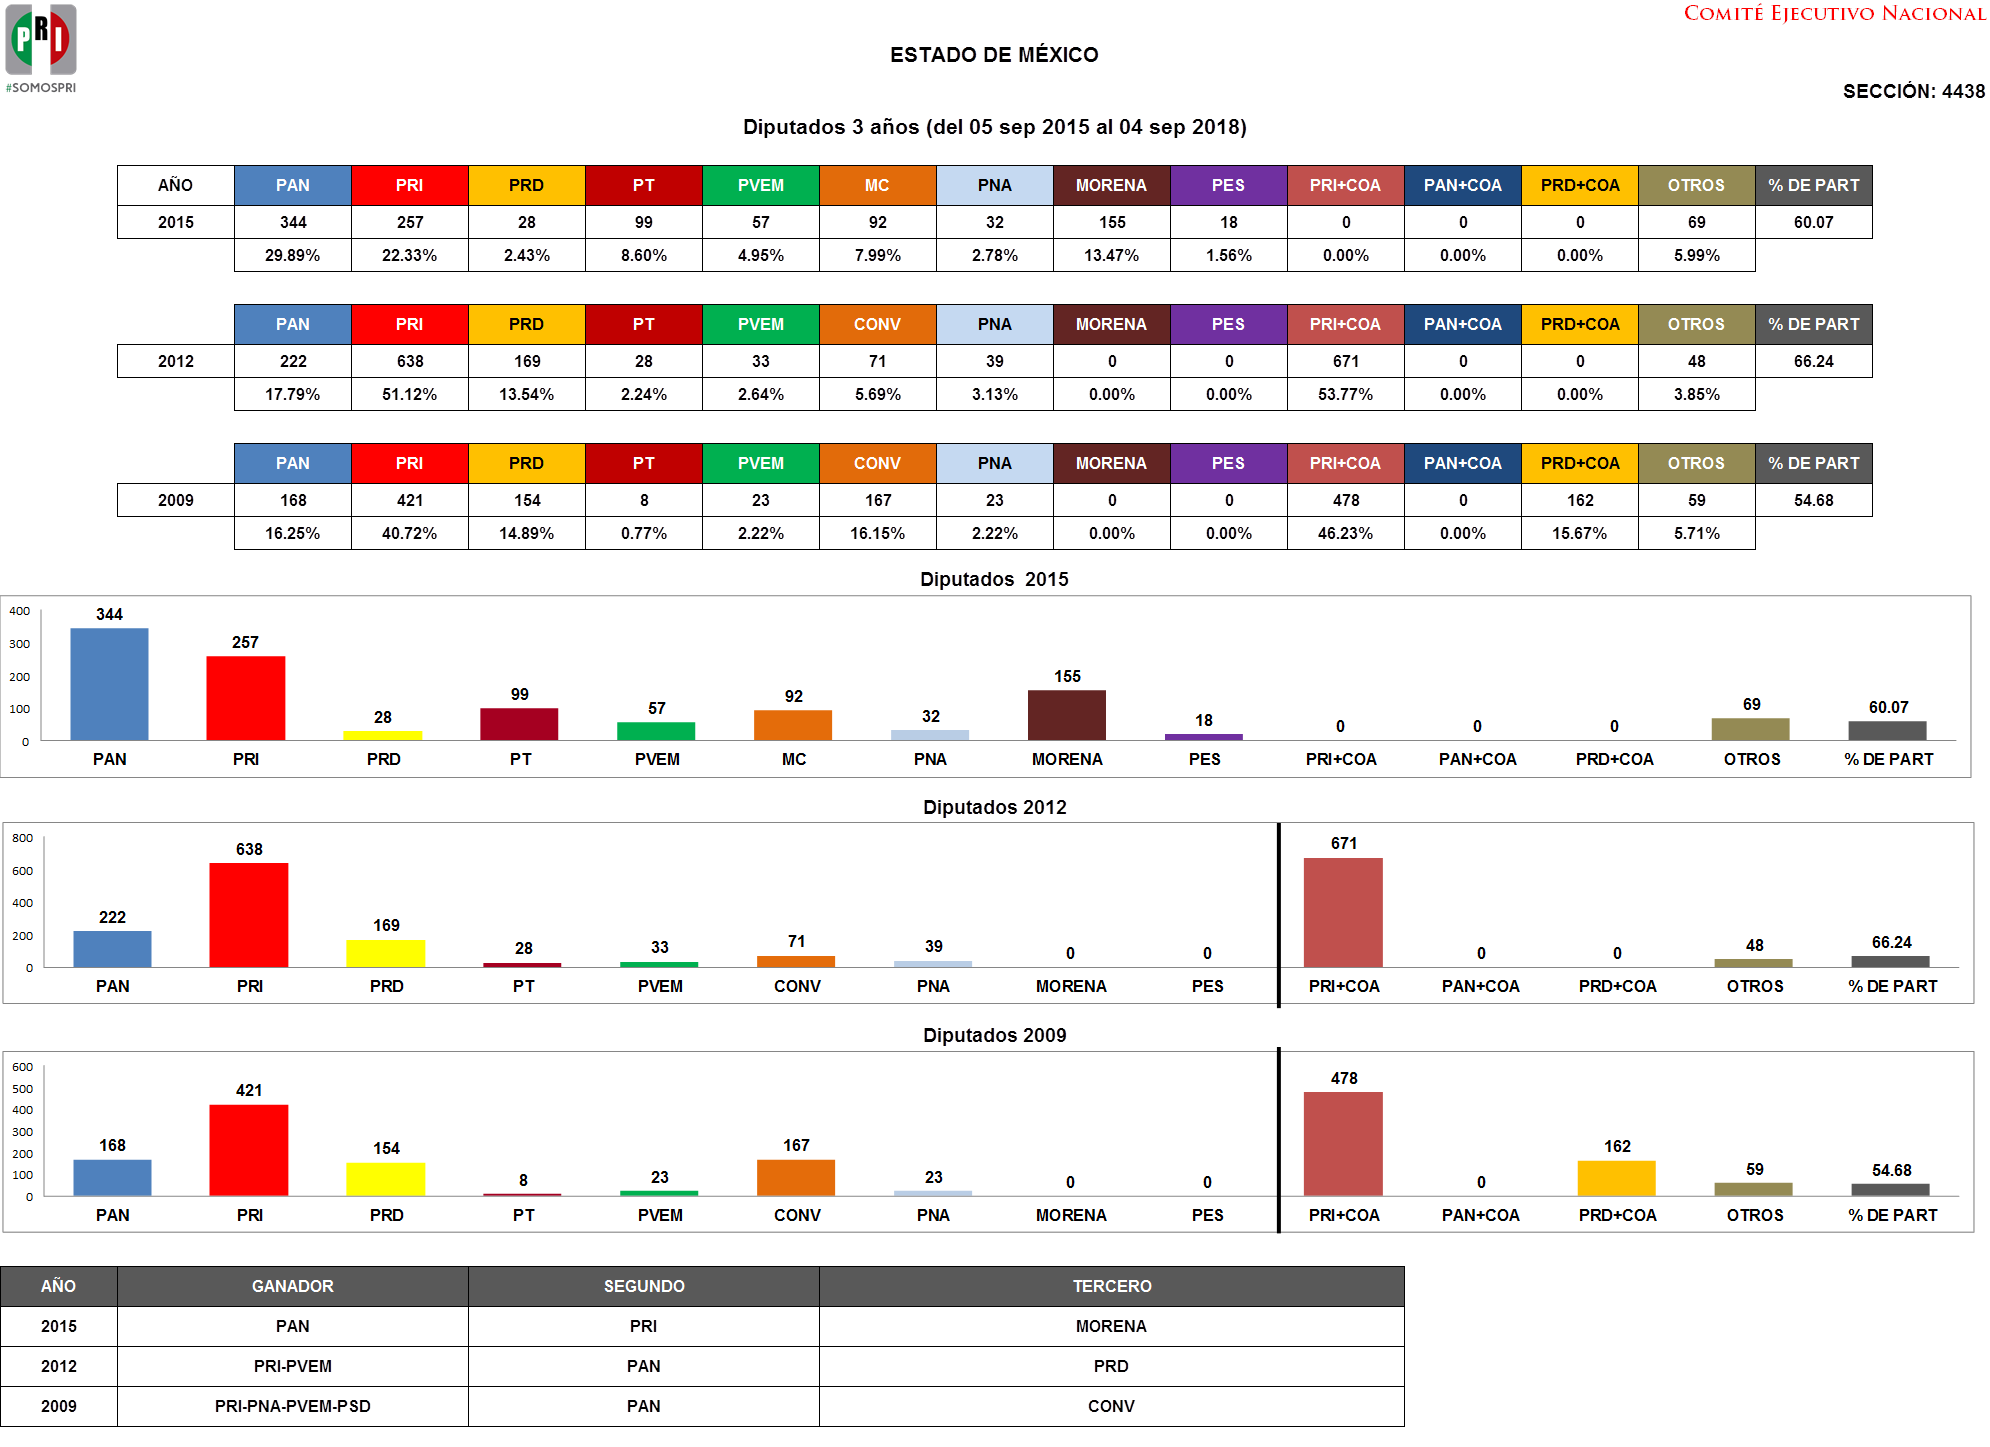 PRI
#SOMOSPRI
COMITÉ EJECUTIVO NACIONAL
ESTADO DE MÉXICO
SECCIÓN: 4438
Diputados 3 años (del 05 sep 2015 al 04 sep 2018)
AÑO PAN PRI PRD PT PVEM MC PNA MORENA PES PRI+COA PAN+COA PRD+COA OTROS % DE PART
2015 344 257 28 99 57 92 32 155 18 0 0 0 69 60.07
29.89% 22.33% 2.43% 8.60% 4.95% 7.99% 2.78% 13.47% 1.56% 0.00% 0.00% 0.00% 5.99%
PAN PRI PRD PT PVEM CONV PNA MORENA PES PRI+COA PAN+COA PRD+COA OTROS % DE PART
2012 222 638 169 28 33 71 39 0 0 671 0 0 48 66.24
17.79% 51.12% 13.54% 2.24% 2.64% 5.69% 3.13% 0.00% 0.00% 53.77% 0.00% 0.00% 3.85%
PAN PRI PRD PT PVEM CONV PNA MORENA PES PRI+COA PAN+COA PRD+COA OTROS % DE PART
2009 168 421 154 8 23 167 23 0 0 478 0 162 59 54.68
16.25% 40.72% 14.89% 0.77% 2.22% 16.15% 2.22% 0.00% 0.00% 46.23% 0.00% 15.67% 5.71%
Diputados 2015
400
300
200
100
0
344 257 28 99 57 92 32 155 18 0 0 0 69 60.07
PAN PRI PRD PT PVEM MC PNA MORENA PES PRI+COA PAN+COA PRD+COA OTROS % DE PART
Diputados 2012
800
600
400
200
0
222 638 169 28 33 71 39 0 0 671 0 0 48 66.24
PAN PRI PRD PT PVEM CONV PNA MORENA PES PRI+COA PAN+COA PRD+COA OTROS % DE PART
Diputados 2009
600
500
400
300
200
100
0
168 421 154 8 23 167 23 0 0 478 0 162 59 54.68
PAN PRI PRD PT PVEM CONV PNA MORENA PES PRI+COA PAN+COA PRD+COA OTROS % DE PART
AÑO GANADOR SEGUNDO TERCERO
2015 PAN PRI MORENA
2012 PRI-PVEM PAN PRD
2009 PRI-PNA-PVEM-PSD PAN CONV